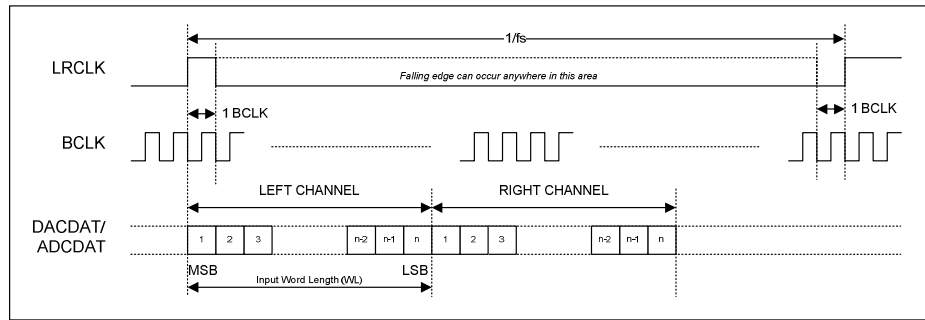 1/fs
LRCLK
Falling edge can occur anywhere in this area
1 BCLK
1 BCLK
BCLK
LEFT CHANNEL
RIGHT CHANNEL
DACDAT/
ADCDAT
1 2 3 n-2 n-1 n 1 2 3 n-2 n-1 n
MSB
LSB
Input Word Length (WL)